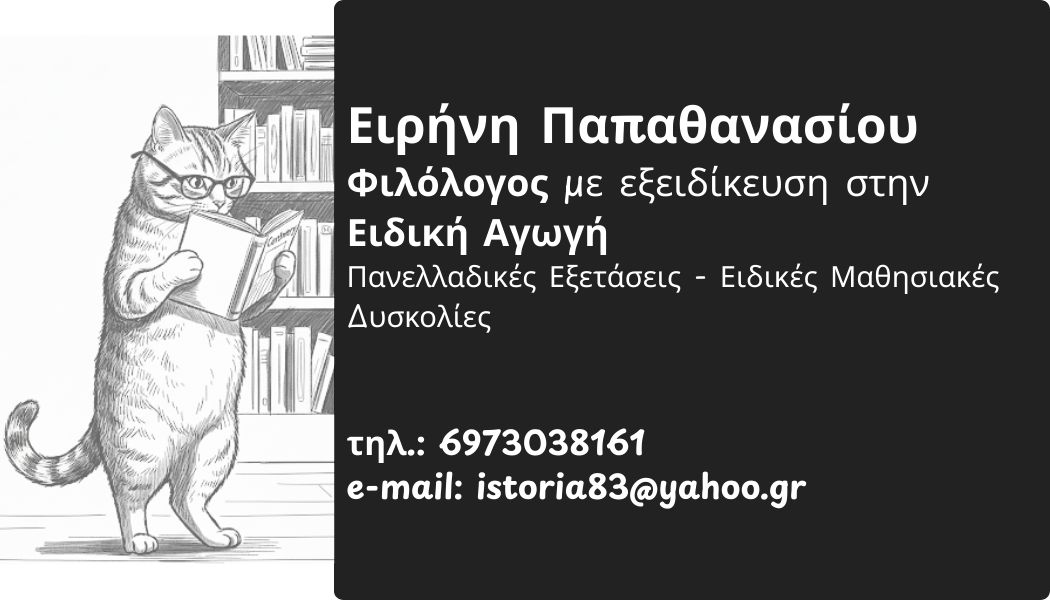 Ειρήνη Παπαθανασίου
Φιλόλογος με εξειδίκευση στην
Ειδική Αγωγή
Πανελλαδικές Εξετάσεις - Ειδικές Μαθησιακές
Δυσκολίες
τηλ.: 6973038161
e-mail: istoria83@yahoo.gr